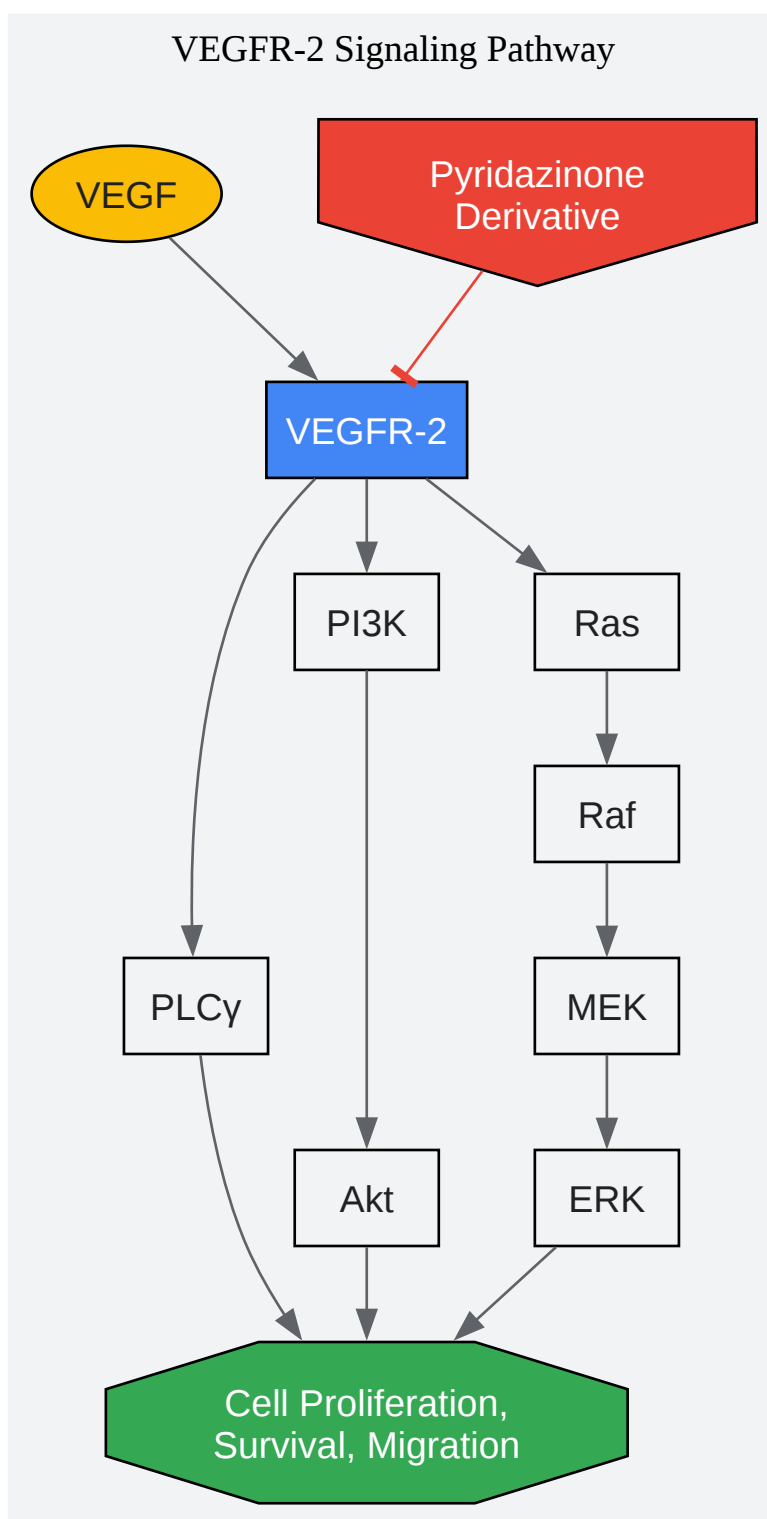 VEGFR-2 Signaling Pathway
VEGF
Pyridazinone
Derivative
VEGFR-2
PI3K
Ras
Raf
PLCγ
MEK
Akt
ERK
Cell Proliferation,
Survival, Migration